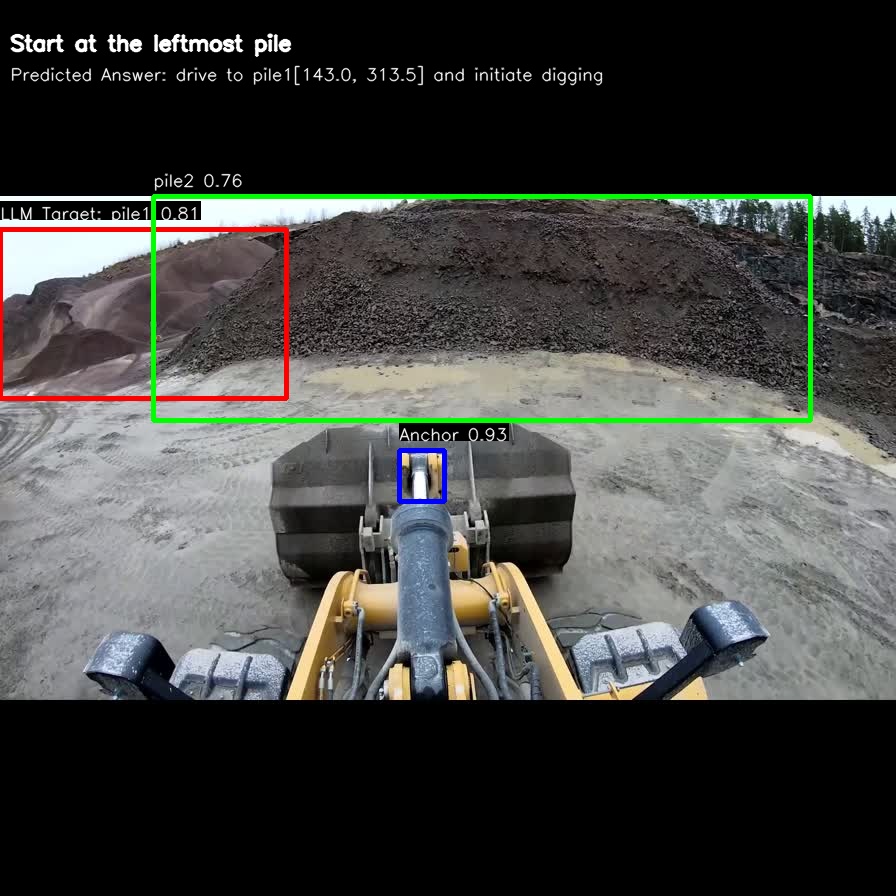 Start at the leftmost pile
Predicted Answer: drive to pile1[143.0, 313.5] and initiate digging
pile2 0.76
LLM Target: pile1 0.81
Anchor 0.93